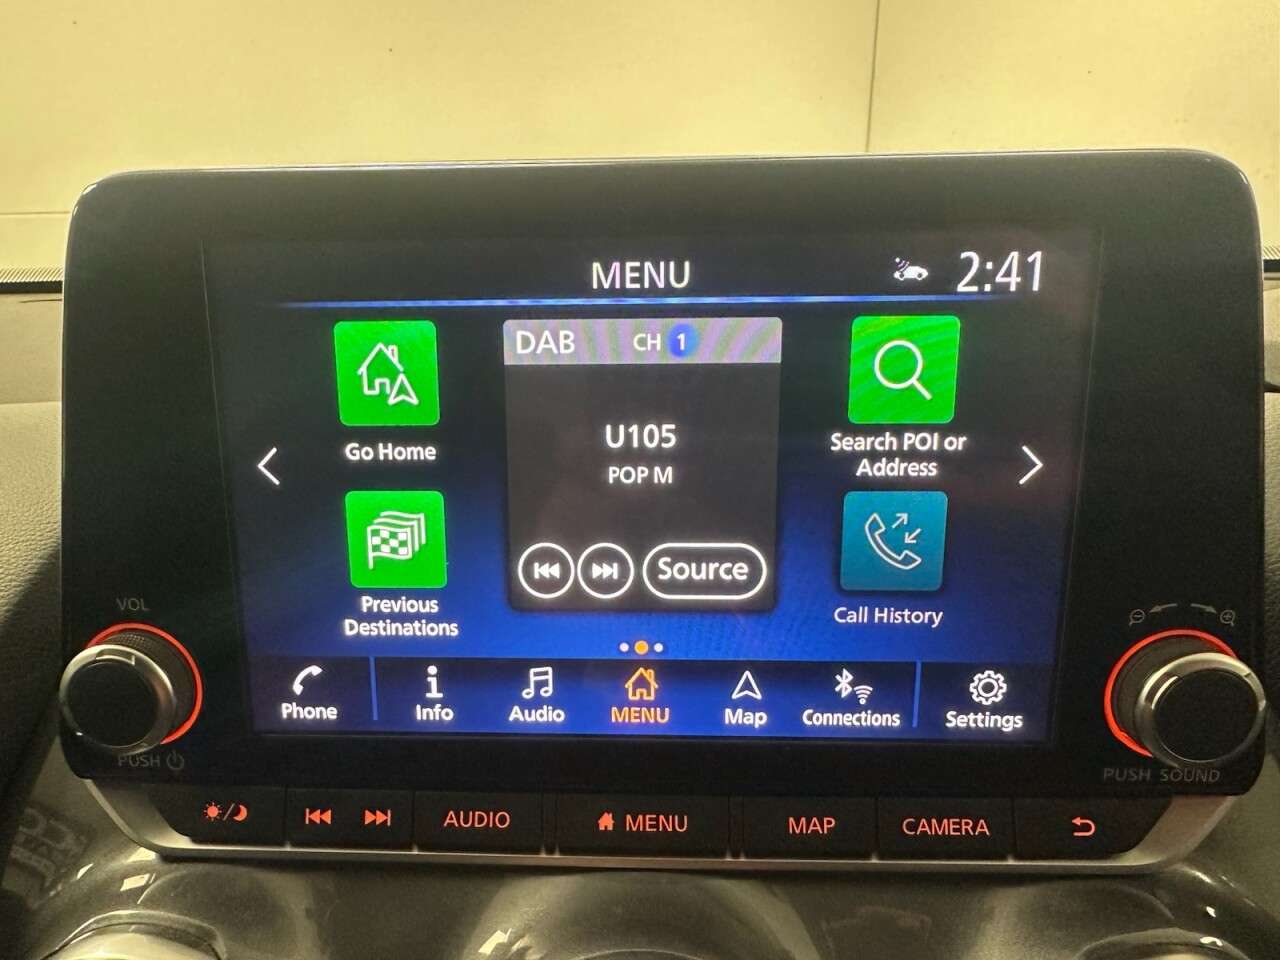 MENU
2:41
DAB CH 1
U105
POP M
Source
Go Home
Search POI or
Address
Previous
Destinations
Call History
Phone
Info
Audio
MENU
Map
Connections
Settings
VOL
PUSH
PUSH SOUND
AUDIO
MENU
MAP
CAMERA